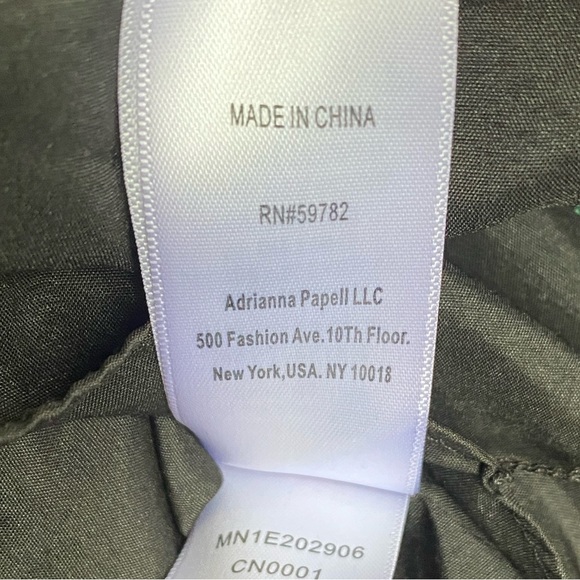 MADE IN CHINA
RN#59782
Adrianna Papell LLC
500 Fashion Ave.10Th Floor.
New York,USA. NY 10018
MN1E202906
CN0001